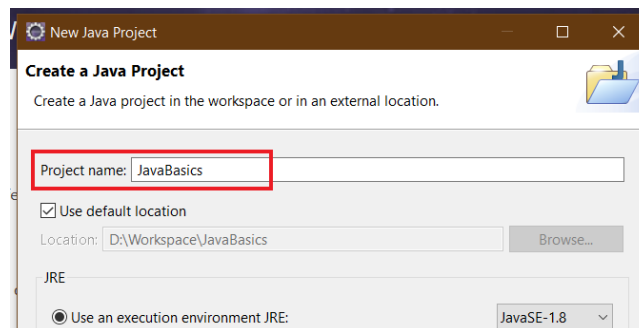 New Java Project
Create a Java Project
Create a Java project in the workspace or in an external location.
Project name: JavaBasics
Use default location
Location: D:\Workspace\JavaBasics Browse...
JRE
Use an execution environment JRE: JavaSE-1.8